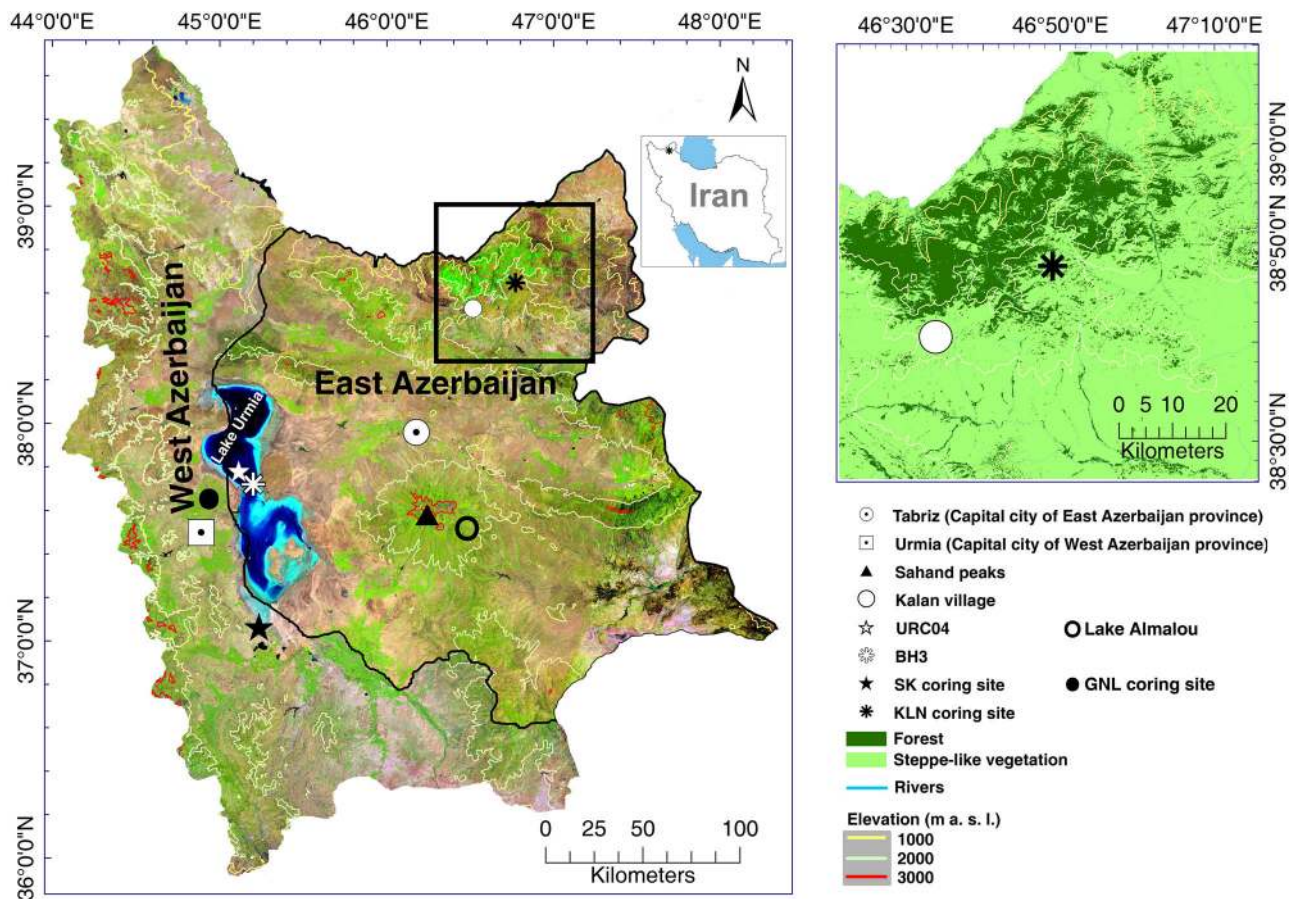 44°0'0"E 45°0'0"E 46°0'0"E 47°0'0"E 48°0'0"E
39°0'0"N
38°0'0"N
37°0'0"N
36°0'0"N
N
Iran
West Azerbaijan
East Azerbaijan
Lake Urmia
0 25 50 100
Kilometers
46°30'0"E 46°50'0"E 47°10'0"E
39°0'0"N
38°50'0"N
38°30'0"N
0 5 10 20
Kilometers
Tabriz (Capital city of East Azerbaijan province)
Urmia (Capital city of West Azerbaijan province)
Sahand peaks
Kalan village
URC04
Lake Almalou
BH3
SK coring site
GNL coring site
KLN coring site
Forest
Steppe-like vegetation
Rivers
Elevation (m a. s. l.)
1000
2000
3000